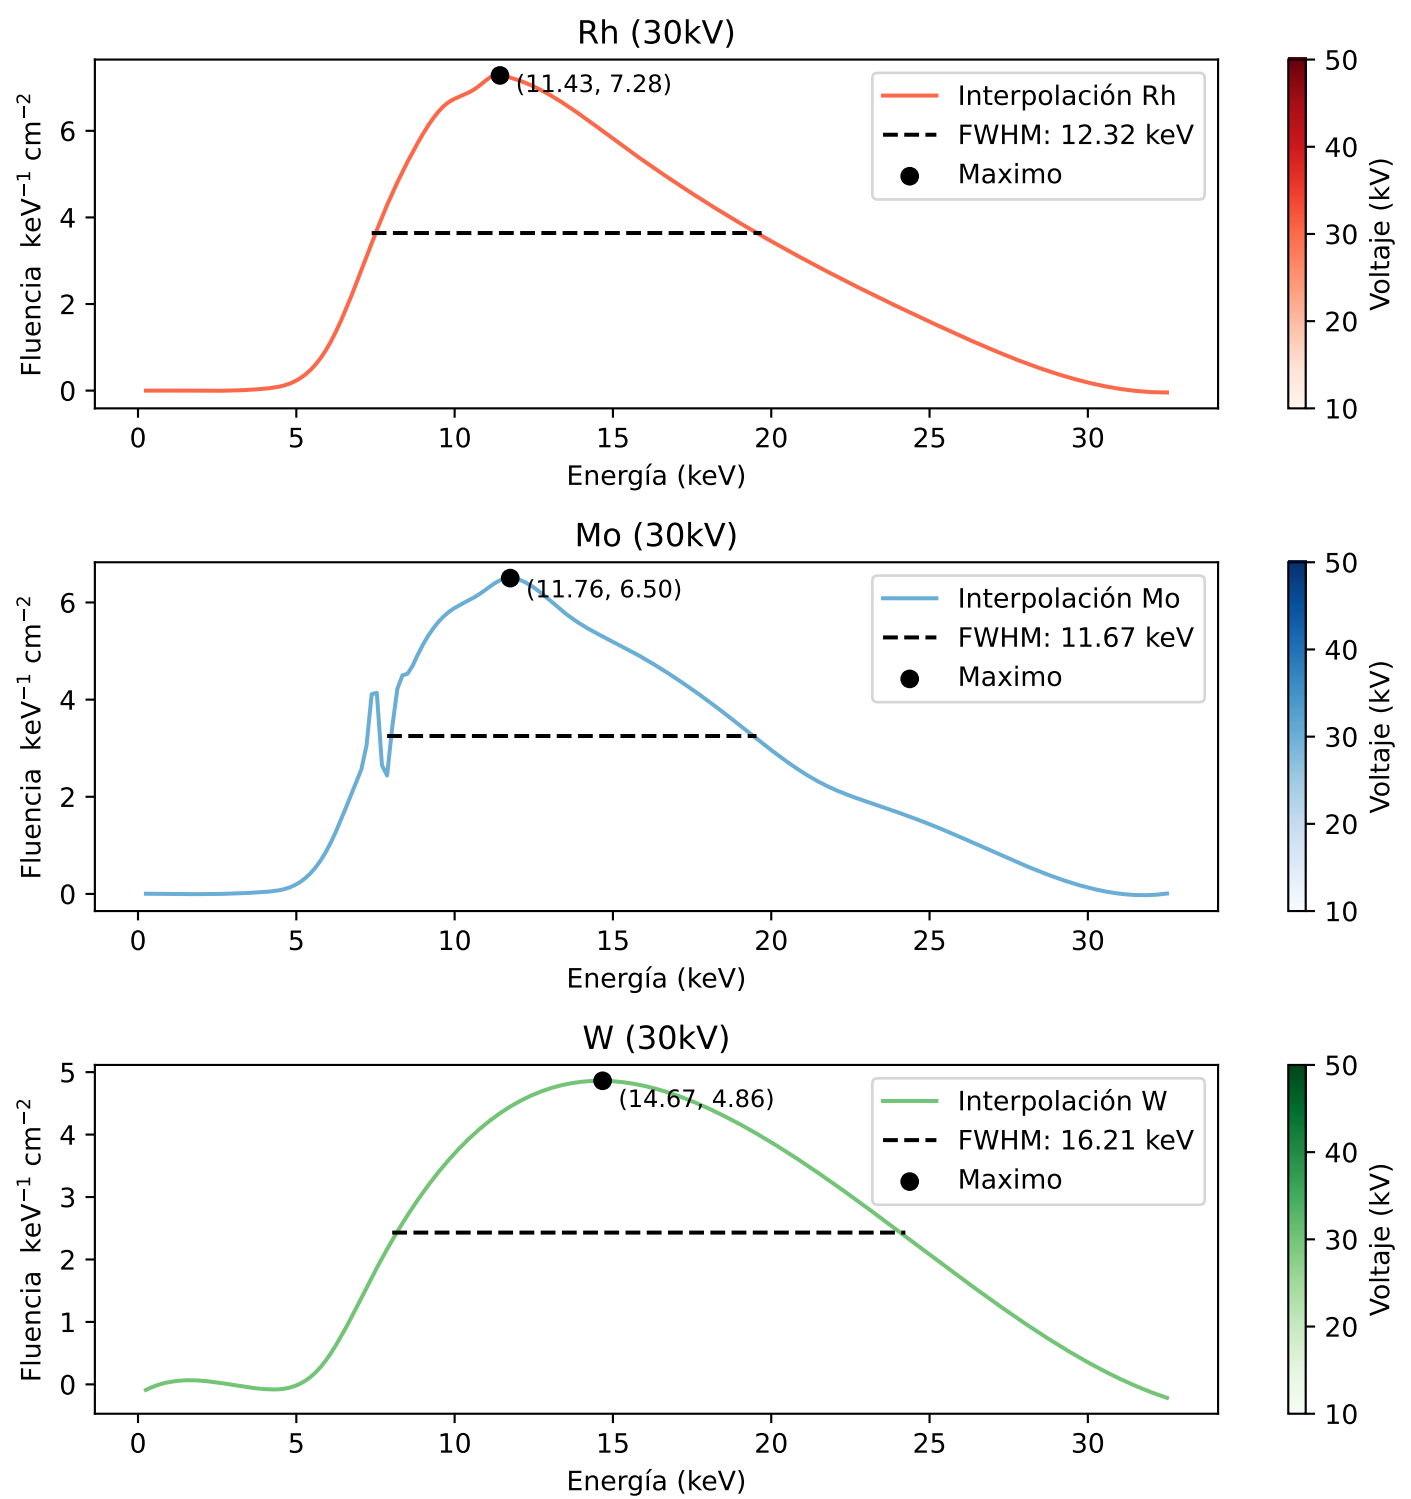 Rh (30kV)
Fluencia keV⁻¹ cm⁻²
6
4
2
0
(11.43, 7.28)
Interpolación Rh
FWHM: 12.32 keV
Maximo
0 5 10 15 20 25 30
Energía (keV)
50
40
30
20
10
Voltaje (kV)
Mo (30kV)
Fluencia keV⁻¹ cm⁻²
6
4
2
0
(11.76, 6.50)
Interpolación Mo
FWHM: 11.67 keV
Maximo
0 5 10 15 20 25 30
Energía (keV)
50
40
30
20
10
Voltaje (kV)
W (30kV)
Fluencia keV⁻¹ cm⁻²
5
4
3
2
1
0
(14.67, 4.86)
Interpolación W
FWHM: 16.21 keV
Maximo
0 5 10 15 20 25 30
Energía (keV)
50
40
30
20
10
Voltaje (kV)